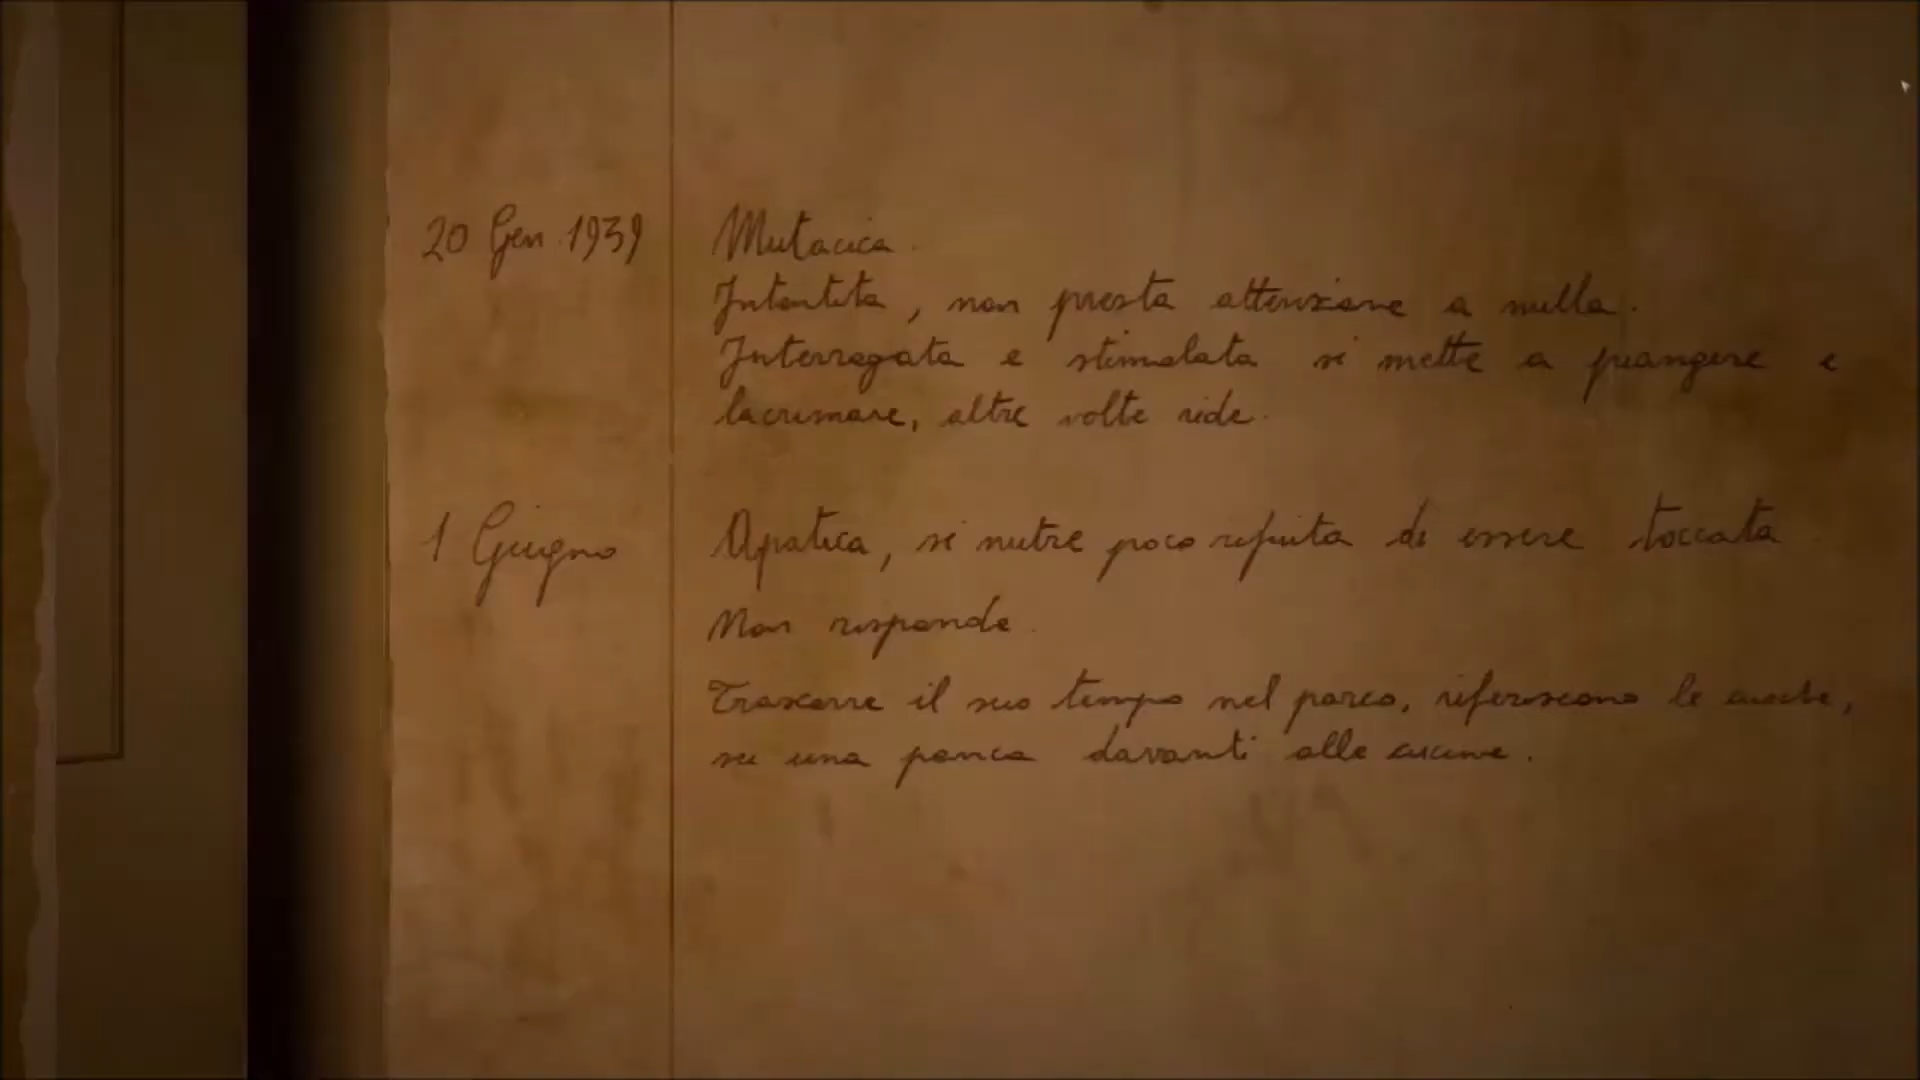 20 Gen. 1939 Mutacica.
Intontita, non presta attenzione a nulla.
Interrogata e stimolata si mette a piangere e
lacrimare, altre volte ride.
1 Giugno Apatica, si nutre poco rifiuta di essere toccata
Non risponde.
Trascorre il suo tempo nel parco, riferiscono le cuoche,
su una panca davanti alle cucine.